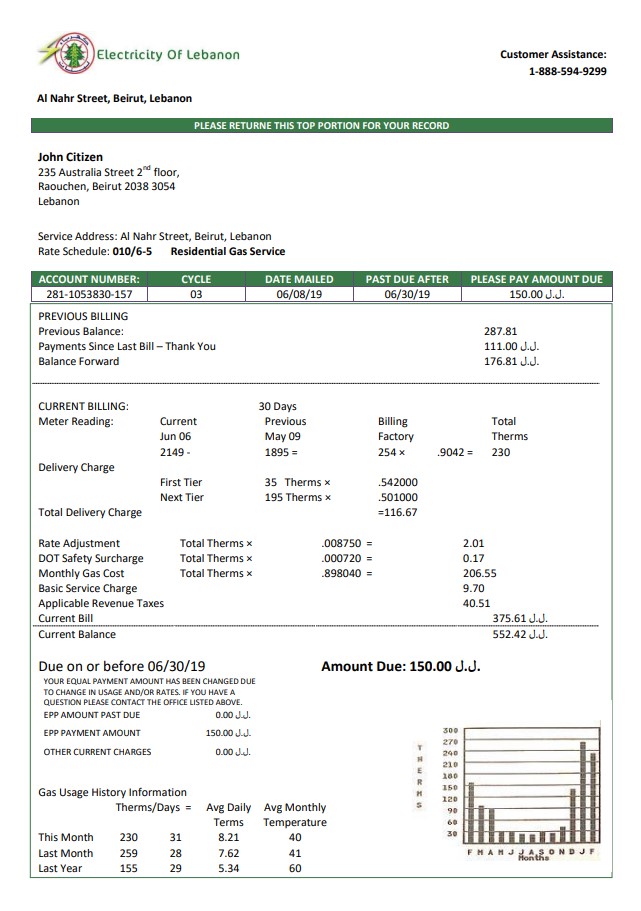 Electricity Of Lebanon
Customer Assistance:
1-888-594-9299
Al Nahr Street, Beirut, Lebanon
PLEASE RETURNE THIS TOP PORTION FOR YOUR RECORD
John Citizen
235 Australia Street 2nd floor,
Raouchen, Beirut 2038 3054
Lebanon
Service Address: Al Nahr Street, Beirut, Lebanon
Rate Schedule: 010/6-5 Residential Gas Service
ACCOUNT NUMBER: CYCLE DATE MAILED PAST DUE AFTER PLEASE PAY AMOUNT DUE
281-1053830-157 03 06/08/19 06/30/19 150.00 ل.ل.
PREVIOUS BILLING
Previous Balance: 287.81
Payments Since Last Bill – Thank You 111.00 ل.ل.
Balance Forward 176.81 ل.ل.
CURRENT BILLING: 30 Days
Meter Reading: Current Previous Billing Total
Jun 06 May 09 Factory Therms
2149 - 1895 = 254 × .9042 = 230
Delivery Charge
First Tier 35 Therms × .542000
Next Tier 195 Therms × .501000
Total Delivery Charge =116.67
Rate Adjustment Total Therms × .008750 = 2.01
DOT Safety Surcharge Total Therms × .000720 = 0.17
Monthly Gas Cost Total Therms × .898040 = 206.55
Basic Service Charge 9.70
Applicable Revenue Taxes 40.51
Current Bill 375.61 ل.ل.
Current Balance 552.42 ل.ل.
Due on or before 06/30/19 Amount Due: 150.00 ل.ل.
YOUR EQUAL PAYMENT AMOUNT HAS BEEN CHANGED DUE
TO CHANGE IN USAGE AND/OR RATES. IF YOU HAVE A
QUESTION PLEASE CONTACT THE OFFICE LISTED ABOVE.
EPP AMOUNT PAST DUE 0.00 ل.ل.
EPP PAYMENT AMOUNT 150.00 ل.ل.
OTHER CURRENT CHARGES 0.00 ل.ل.
Gas Usage History Information
Therms/Days = Avg Daily Avg Monthly
Terms Temperature
This Month 230 31 8.21 40
Last Month 259 28 7.62 41
Last Year 155 29 5.34 60
THERMS
300
270
240
210
180
150
120
90
60
30
F M A M J J A S O N D J F
Months